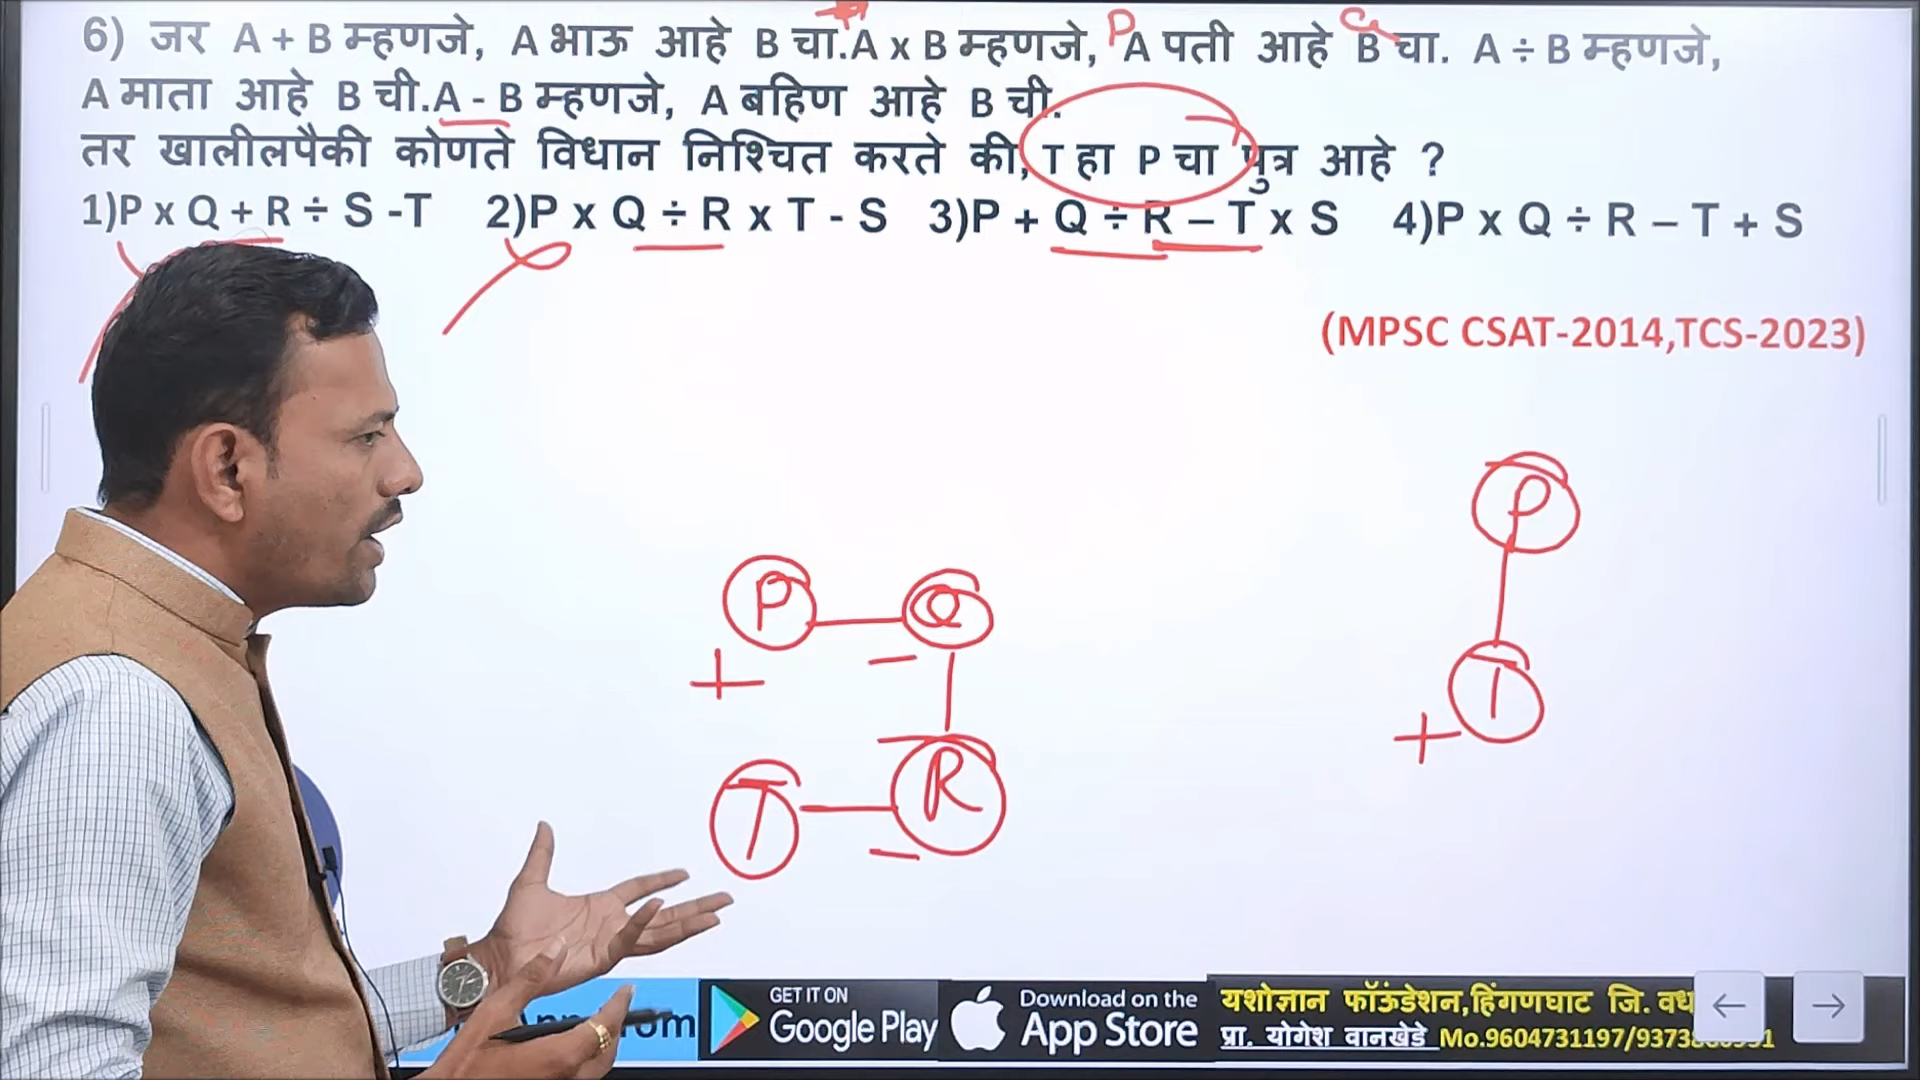 6) जर A + B म्हणजे, A भाऊ आहे B चा.A x B म्हणजे, A पती आहे B चा. A ÷ B म्हणजे,
A माता आहे B ची.A - B म्हणजे, A बहिण आहे B ची.
तर खालीलपैकी कोणते विधान निश्चित करते की, T हा P चा पुत्र आहे ?
1)P x Q + R ÷ S -T 2)P x Q ÷ R x T - S 3)P + Q ÷ R – T x S 4)P x Q ÷ R – T + S
(MPSC CSAT-2014,TCS-2023)
P
P Q
+ −
T
+
T R
−
GET IT ON
Google Play
Download on the
App Store
यशोज्ञान फॉऊंडेशन,हिंगणघाट जि.
प्रा. योगेश वानखेडे Mo.9604731197/